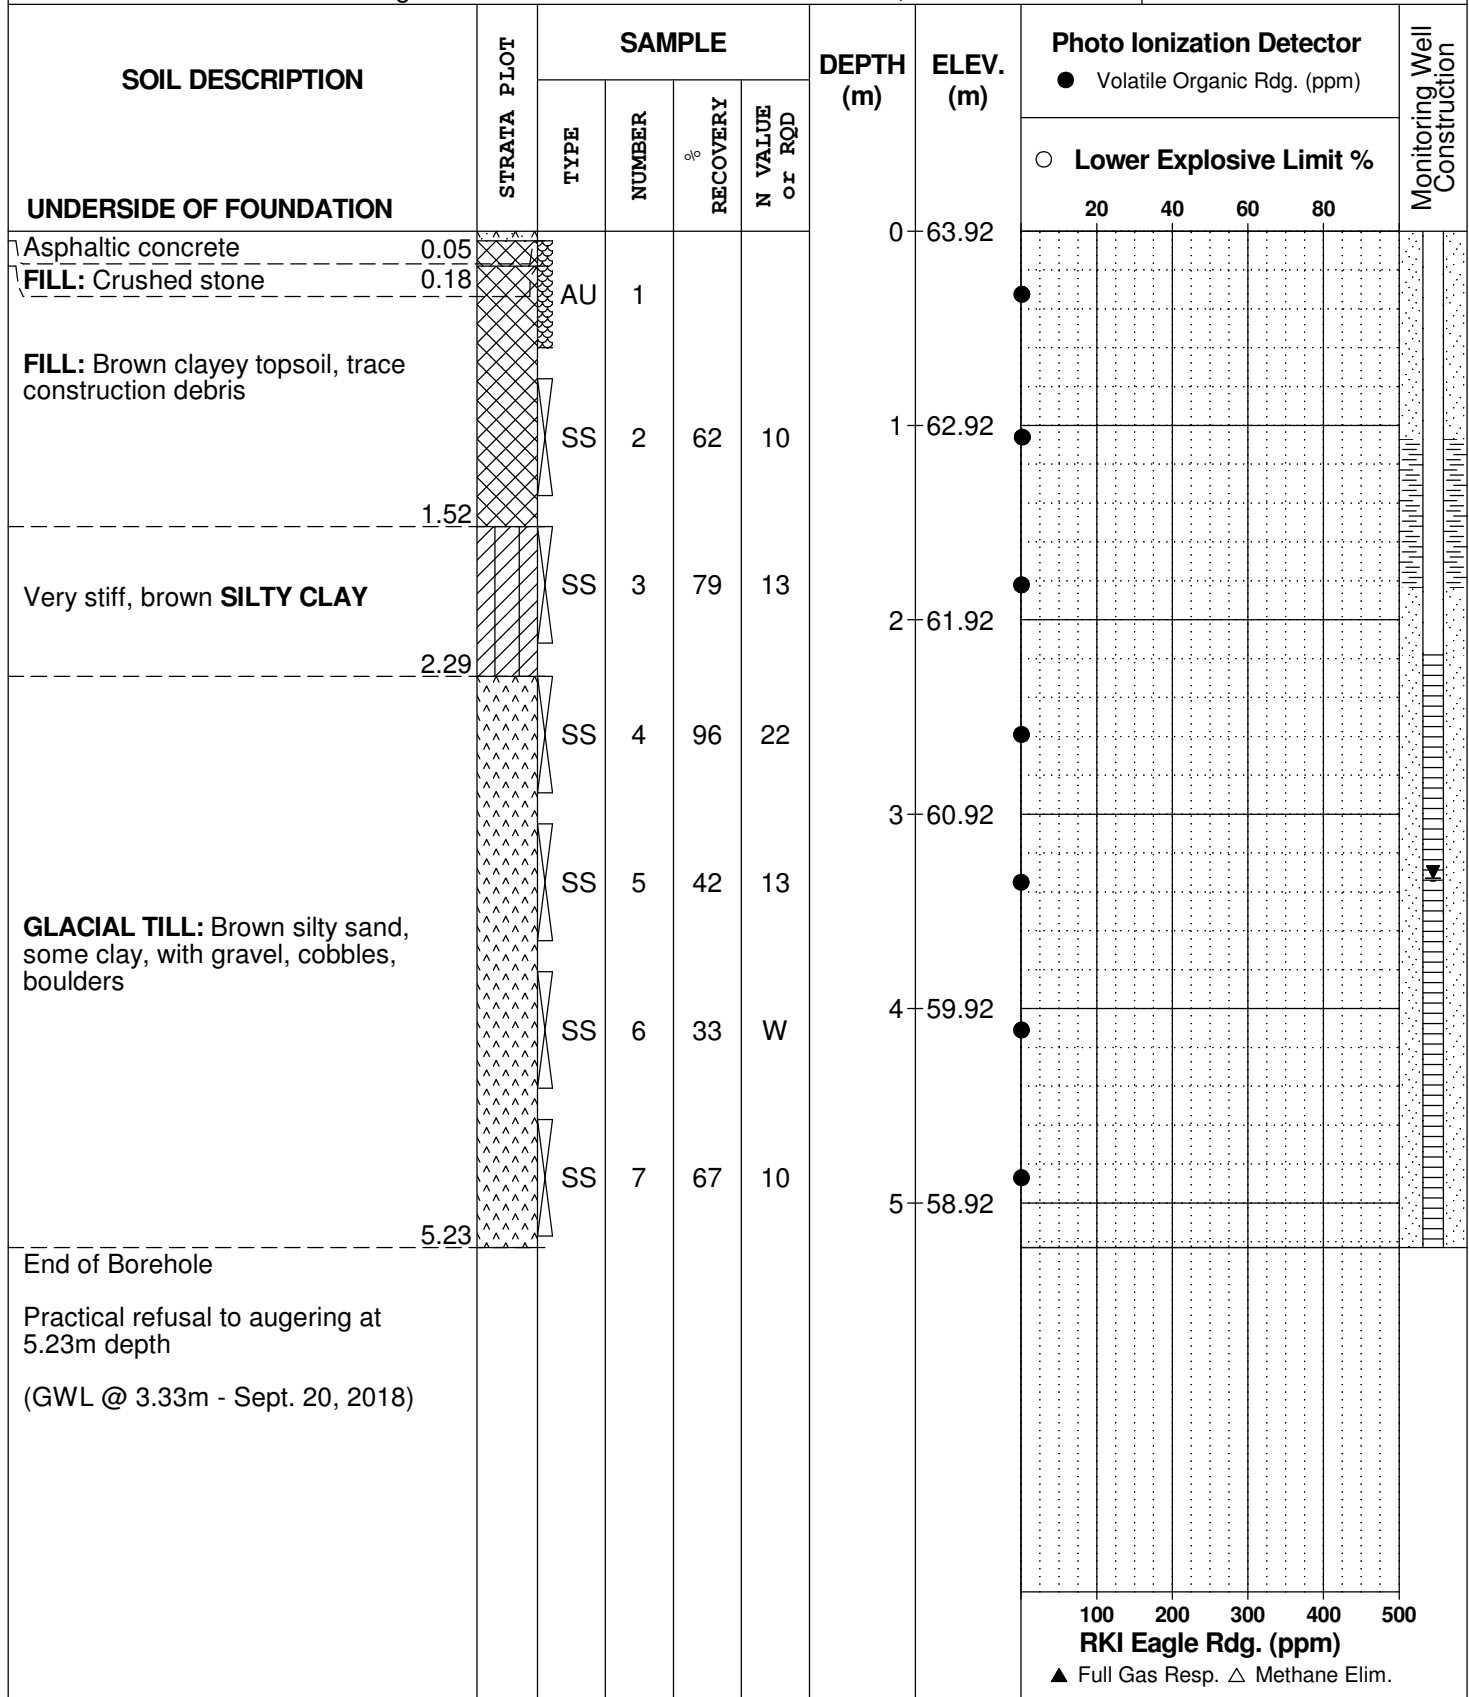 SOIL DESCRIPTION
UNDERSIDE OF FOUNDATION
STRATA PLOT
SAMPLE
TYPE
NUMBER
% RECOVERY
N VALUE or RQD
DEPTH (m)
ELEV. (m)
Photo Ionization Detector
● Volatile Organic Rdg. (ppm)
○ Lower Explosive Limit %
20 40 60 80
Monitoring Well Construction
0 63.92
Asphaltic concrete 0.05
FILL: Crushed stone 0.18
AU 1
FILL: Brown clayey topsoil, trace
construction debris
1 62.92
SS 2 62 10
1.52
Very stiff, brown SILTY CLAY
SS 3 79 13
2 61.92
2.29
SS 4 96 22
3 60.92
SS 5 42 13
GLACIAL TILL: Brown silty sand,
some clay, with gravel, cobbles,
boulders
4 59.92
SS 6 33 W
SS 7 67 10
5 58.92
5.23
End of Borehole
Practical refusal to augering at
5.23m depth
(GWL @ 3.33m - Sept. 20, 2018)
100 200 300 400 500
RKI Eagle Rdg. (ppm)
▲ Full Gas Resp. △ Methane Elim.